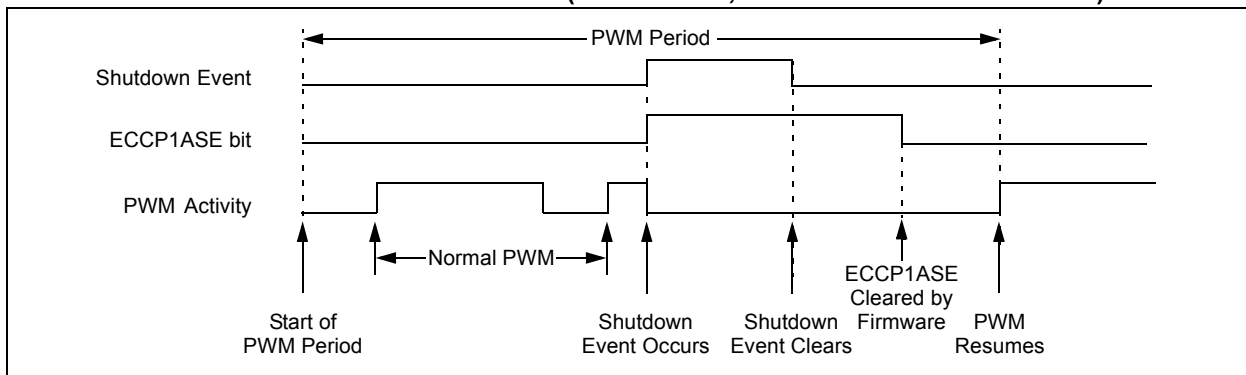 PWM Period
Shutdown Event
ECCP1ASE bit
PWM Activity
Normal PWM
Start of
PWM Period
Shutdown
Event Occurs
Shutdown
Event Clears
ECCP1ASE
Cleared by
Firmware
PWM
Resumes